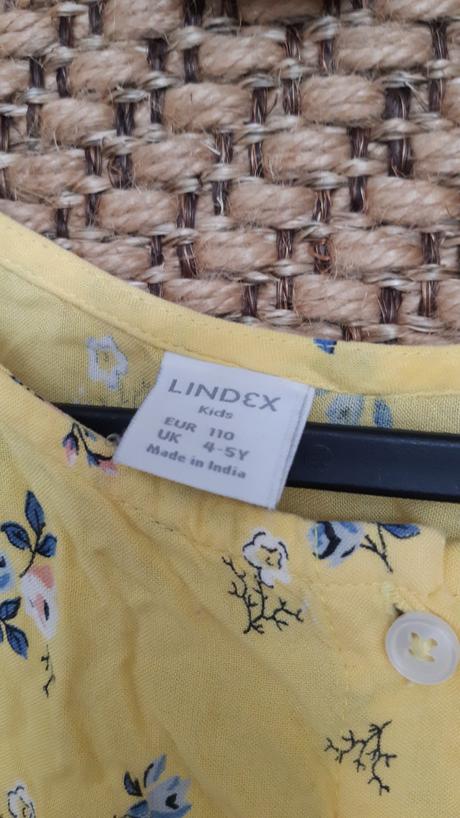 LINDEX
Kids
EUR 110
UK 4-5Y
Made in India